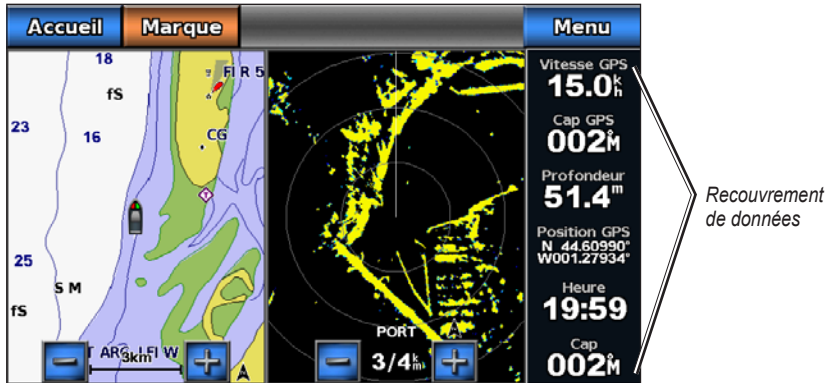 Accueil
Marque
Menu
18
fS
Fl R 5
23
16
CG
T
25
S M
fS
3km
PORT
3/4 km
Vitesse GPS
15.0 kh
Cap GPS
002°M
Profondeur
51.4 m
Position GPS
N 44.60990°
W001.27934°
Heure
19:59
Cap
002°M
Recouvrement
de données